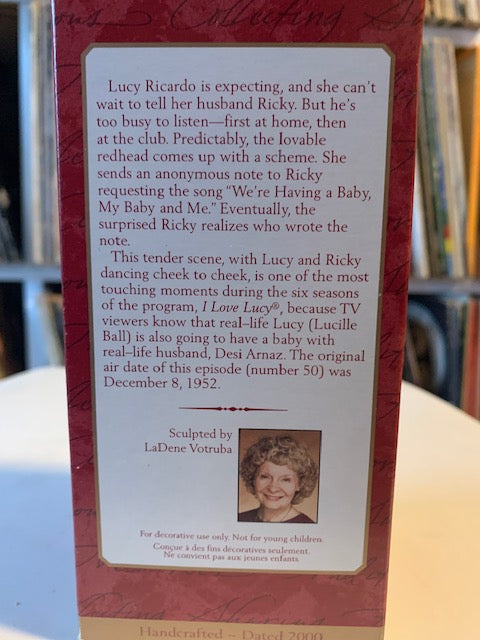 Lucy Ricardo is expecting, and she can't
wait to tell her husband Ricky. But he's
too busy to listen—first at home, then
at the club. Predictably, the lovable
redhead comes up with a scheme. She
sends an anonymous note to Ricky
requesting the song "We're Having a Baby,
My Baby and Me." Eventually, the
surprised Ricky realizes who wrote the
note.
This tender scene, with Lucy and Ricky
dancing cheek to cheek, is one of the most
touching moments during the six seasons
of the program, I Love Lucy®, because TV
viewers know that real-life Lucy (Lucille
Ball) is also going to have a baby with
real-life husband, Desi Arnaz. The original
air date of this episode (number 50) was
December 8, 1952.
Sculpted by
LaDene Votruba
For decorative use only. Not for young children.
Conçue à des fins décoratives seulement.
Ne convient pas aux jeunes enfants.
Handcrafted ~ Dated 2000